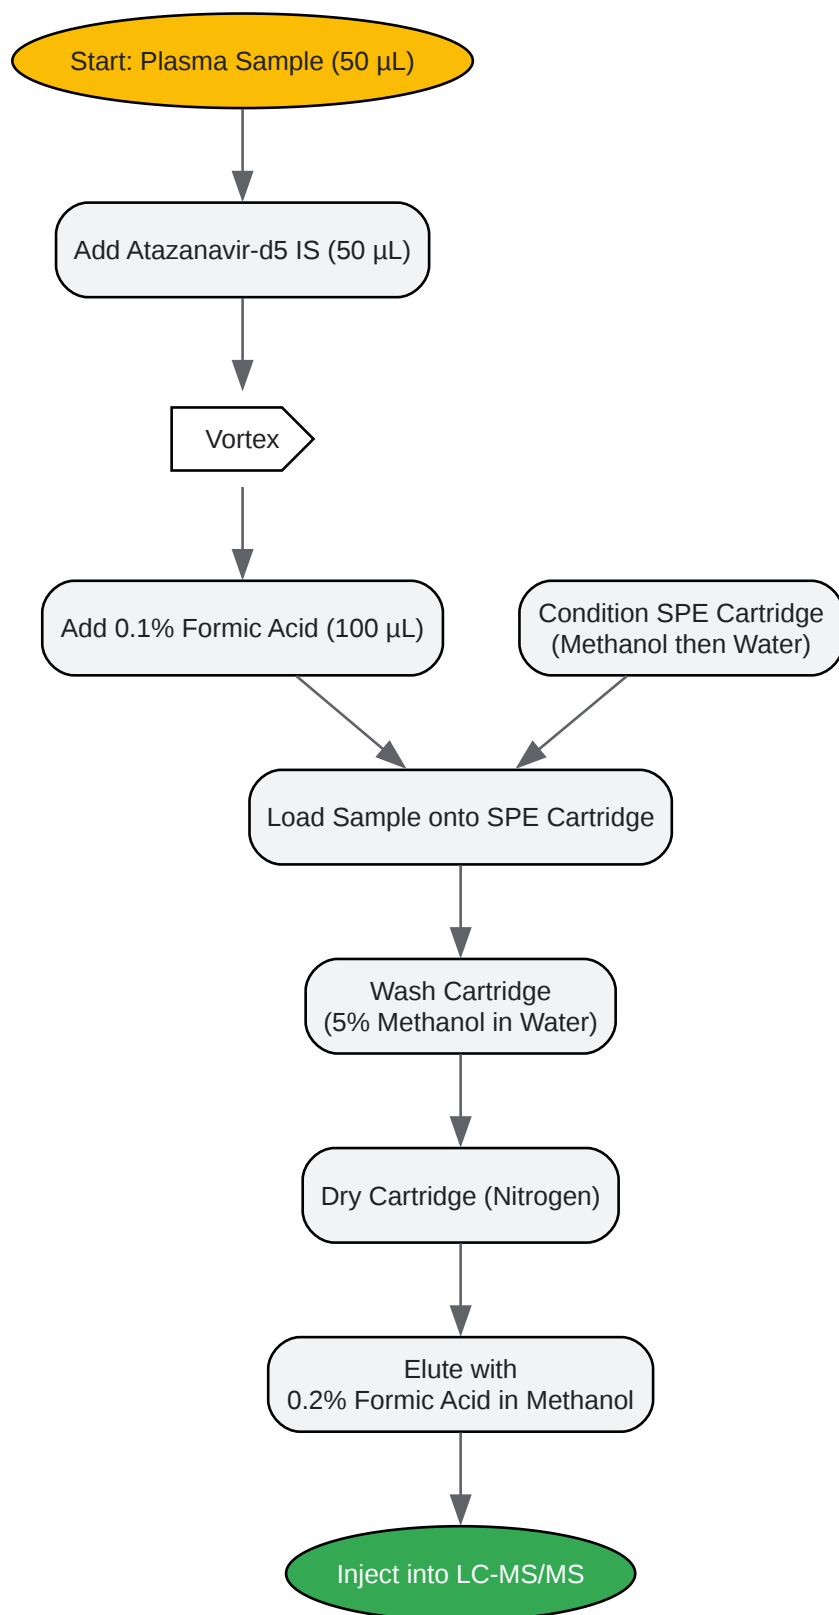 Start: Plasma Sample (50 µL)
Add Atazanavir-d5 IS (50 µL)
Vortex
Add 0.1% Formic Acid (100 µL)
Condition SPE Cartridge
(Methanol then Water)
Load Sample onto SPE Cartridge
Wash Cartridge
(5% Methanol in Water)
Dry Cartridge (Nitrogen)
Elute with
0.2% Formic Acid in Methanol
Inject into LC-MS/MS